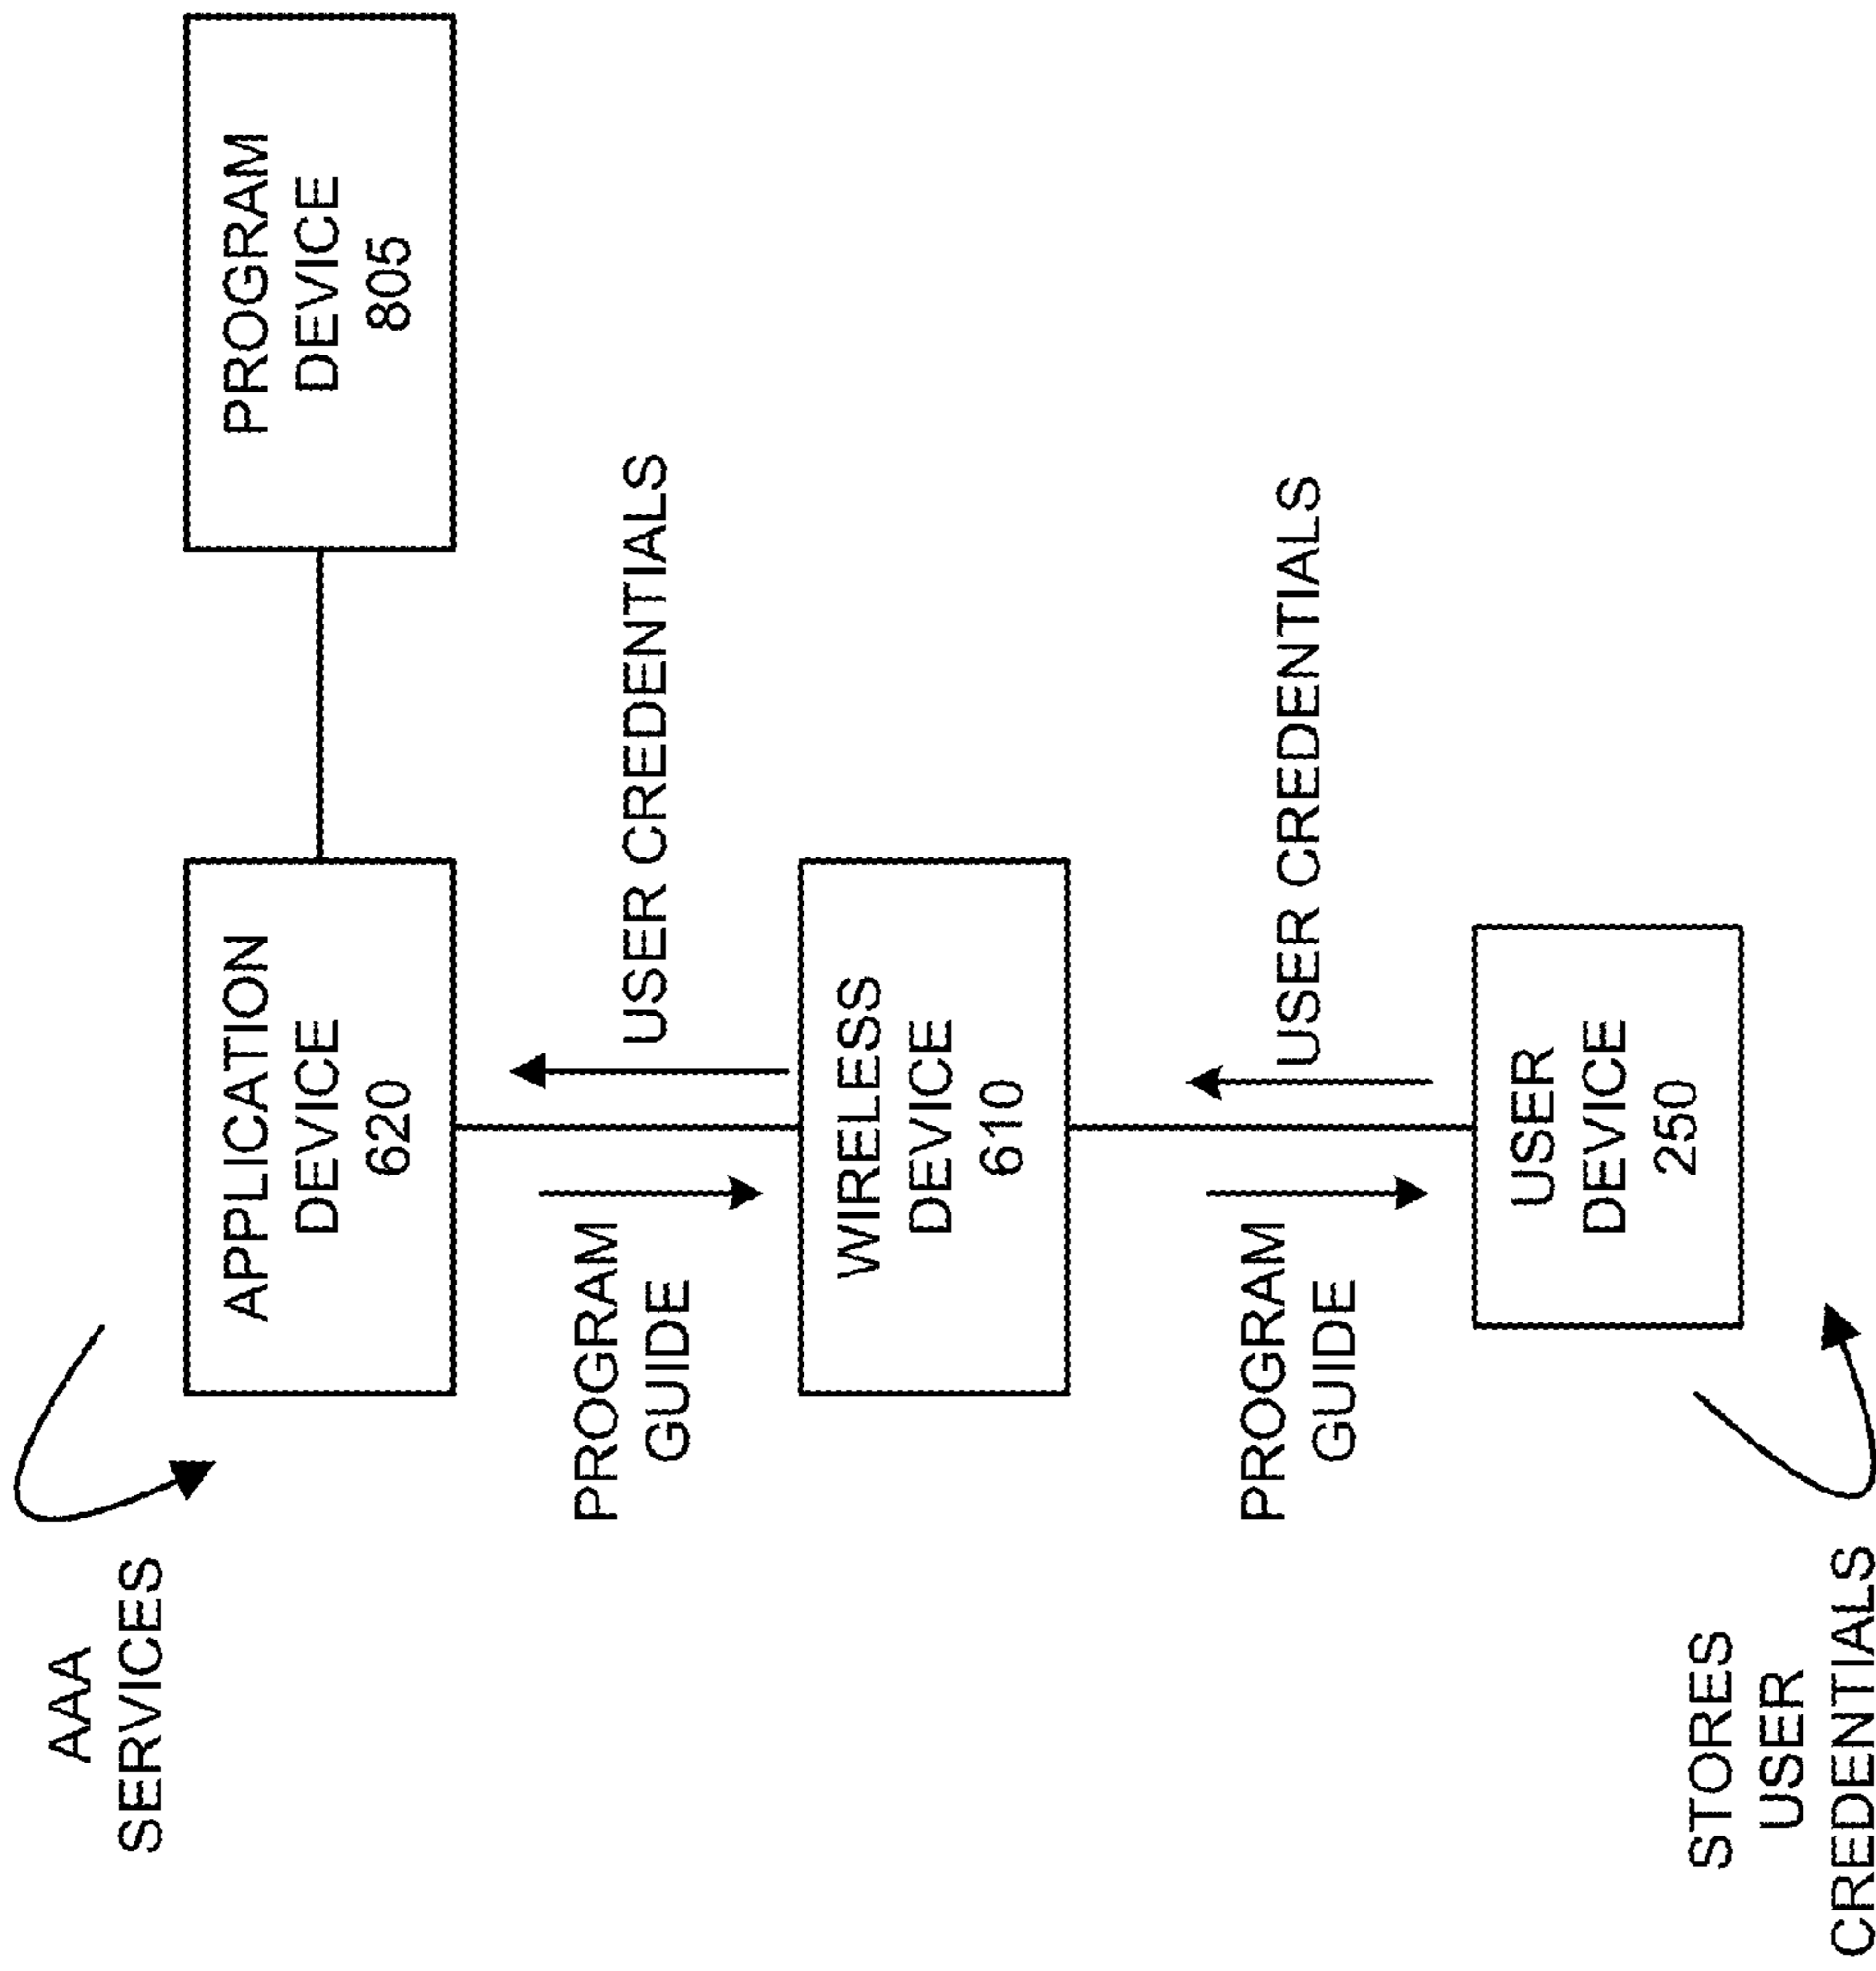 AAA
SERVICES
APPLICATION
DEVICE
620
PROGRAM
DEVICE
805
PROGRAM
GUIDE
USER CREDENTIALS
WIRELESS
DEVICE
610
PROGRAM
GUIDE
USER CREDENTIALS
USER
DEVICE
250
STORES
USER
CREDENTIALS